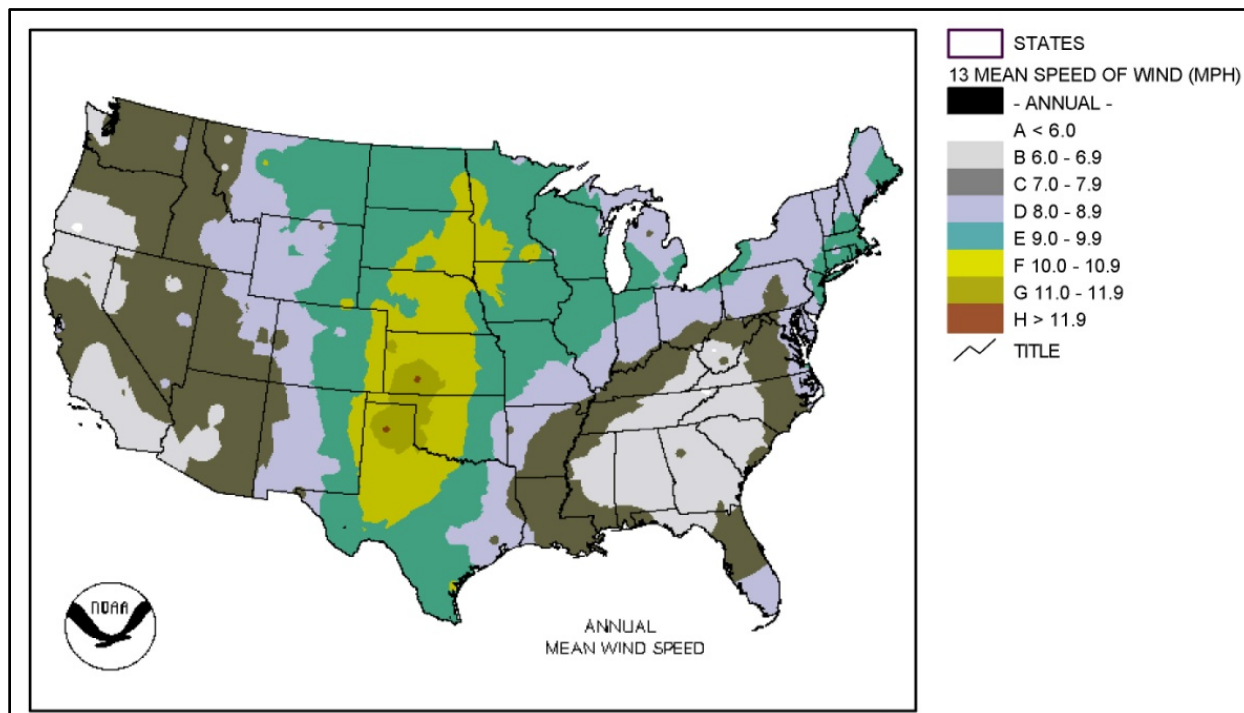 STATES
13 MEAN SPEED OF WIND (MPH)
- ANNUAL -
A < 6.0
B 6.0 - 6.9
C 7.0 - 7.9
D 8.0 - 8.9
E 9.0 - 9.9
F 10.0 - 10.9
G 11.0 - 11.9
H > 11.9
TITLE
NOAA
ANNUAL
MEAN WIND SPEED